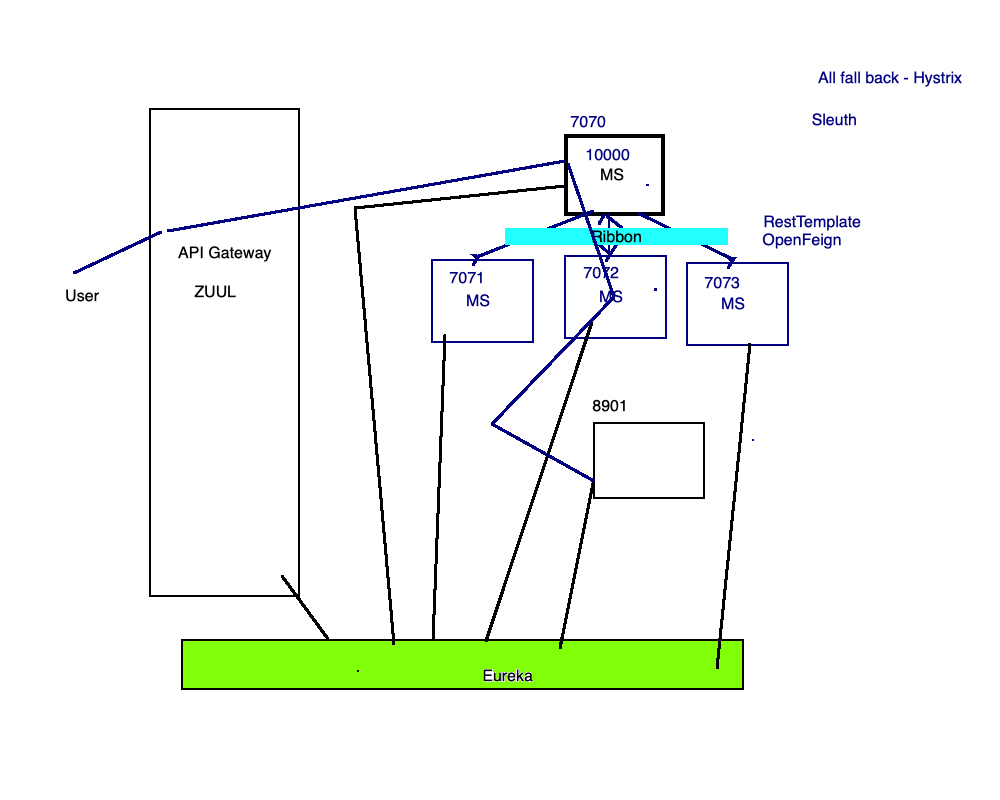 All fall back - Hystrix
Sleuth
7070
10000
MS
RestTemplate
OpenFeign
Ribbon
API Gateway
ZUUL
User
7071
MS
7072
MS
7073
MS
8901
Eureka